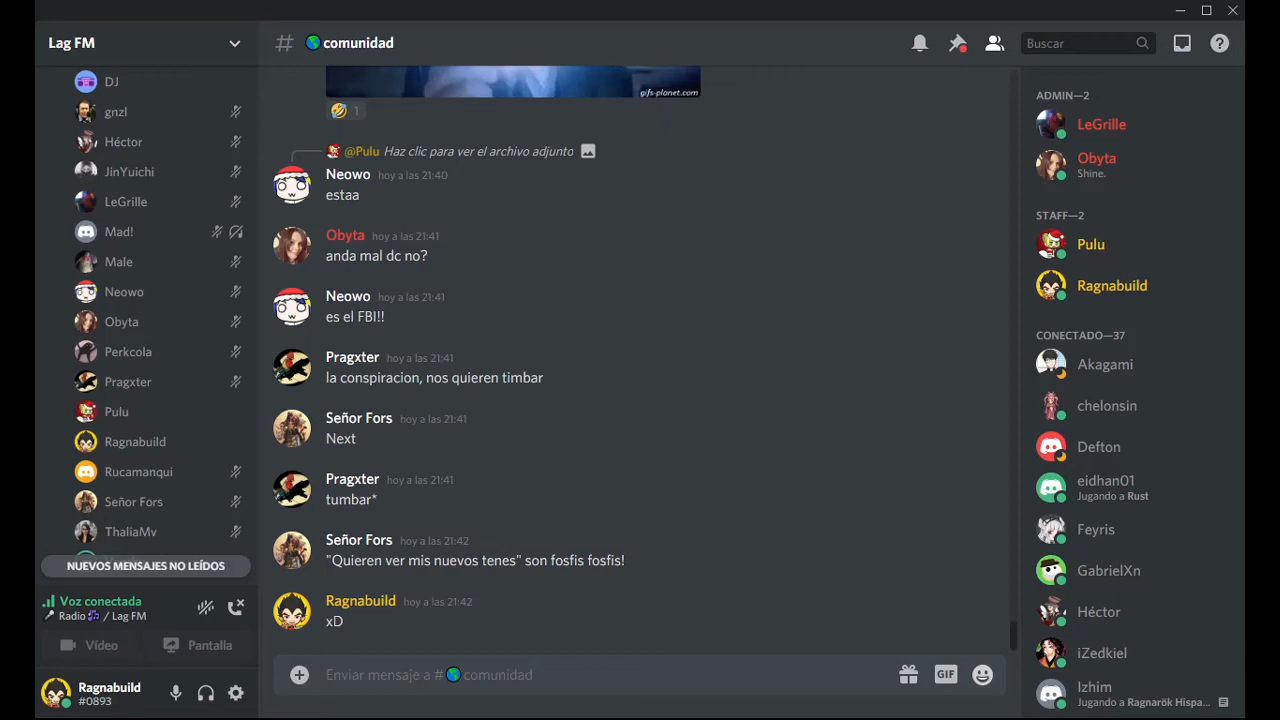 Lag FM
DJ
gnzl
Héctor
JinYuichi
LeGrille
Mad!
Male
Neowo
Obyta
Perkcola
Pragxter
Pulu
Ragnabuild
Rucamanqui
Señor Fors
ThaliaMv
NUEVOS MENSAJES NO LEÍDOS
Voz conectada
Radio / Lag FM
Vídeo
Pantalla
Ragnabuild
#0893
# comunidad
Buscar
gifs-planet.com
1
@Pulu Haz clic para ver el archivo adjunto
Neowo hoy a las 21:40
estaa
Obyta hoy a las 21:41
anda mal dc no?
Neowo hoy a las 21:41
es el FBI!!
Pragxter hoy a las 21:41
la conspiracion, nos quieren timbar
Señor Fors hoy a las 21:41
Next
Pragxter hoy a las 21:41
tumbar*
Señor Fors hoy a las 21:42
"Quieren ver mis nuevos tenes" son fosfis fosfis!
Ragnabuild hoy a las 21:42
xD
Enviar mensaje a # comunidad
GIF
ADMIN—2
LeGrille
Obyta
Shine.
STAFF—2
Pulu
Ragnabuild
CONECTADO—37
Akagami
chelonsin
Defton
eidhan01
Jugando a Rust
Feyris
GabrielXn
Héctor
iZedkiel
Izhim
Jugando a Ragnarök Hispa...